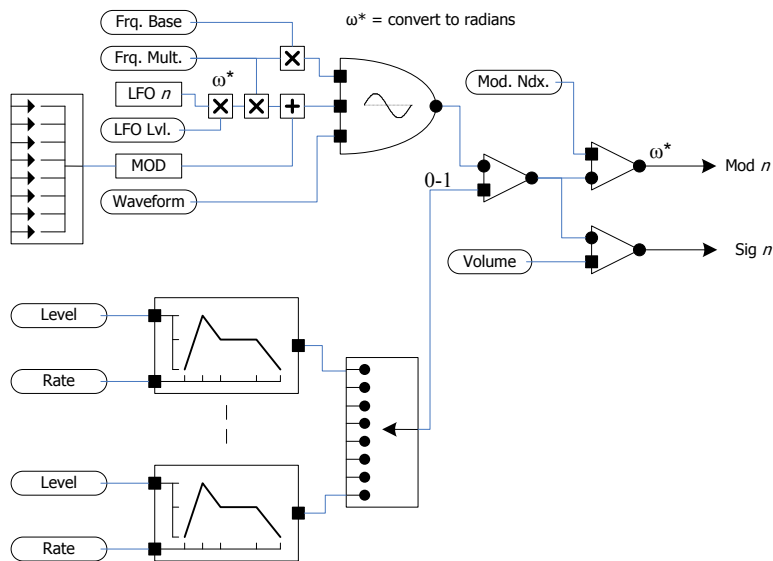 Frq. Base
ω* = convert to radians
Frq. Mult.
ω*
LFO n
Mod. Ndx.
LFO Lvl.
ω*
MOD
Mod n
0-1
Waveform
Volume
Sig n
Level
Rate
Level
Rate